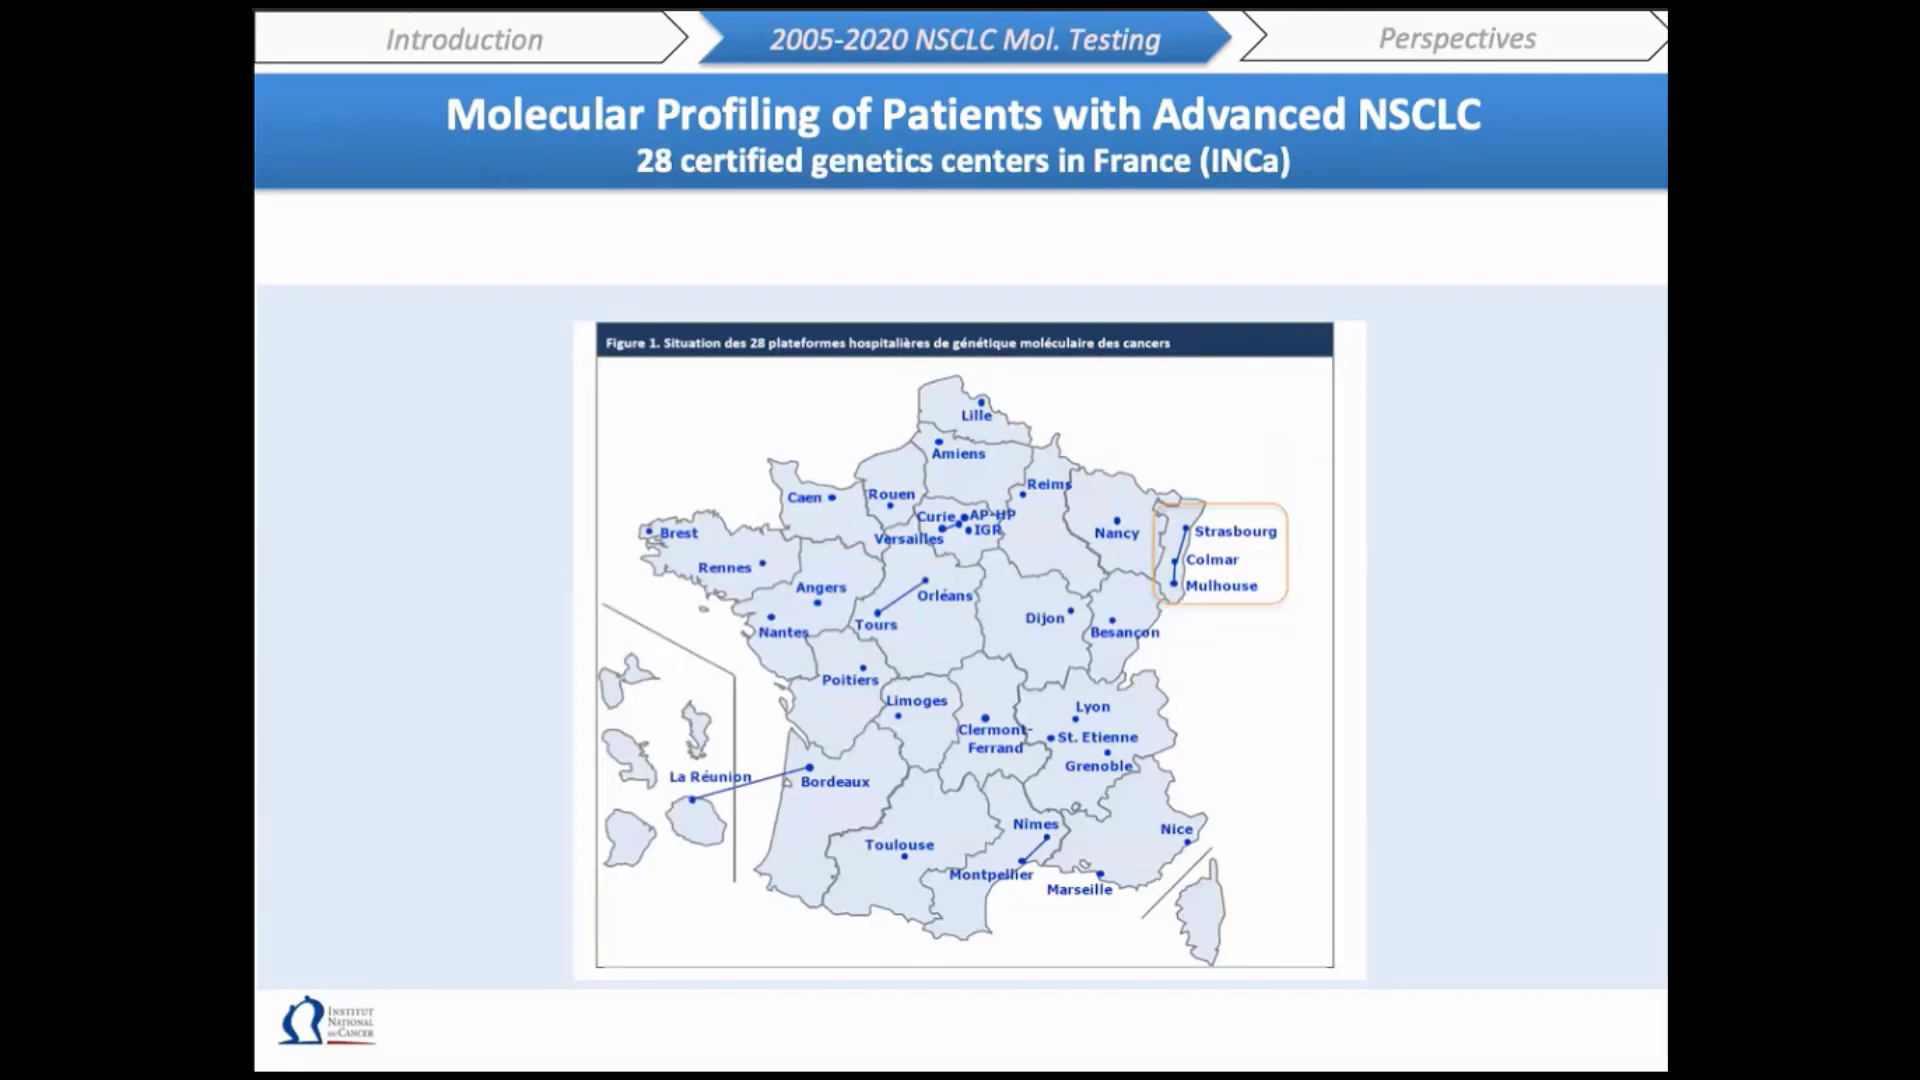 Introduction
2005-2020 NSCLC Mol. Testing
Perspectives
Molecular Profiling of Patients with Advanced NSCLC
28 certified genetics centers in France (INCa)
Figure 1. Situation des 28 plateformes hospitalières de génétique moléculaire des cancers
Lille
Amiens
Reims
Caen
Rouen
Curie
AP-HP
IGR
Versailles
Nancy
Strasbourg
Colmar
Mulhouse
Brest
Rennes
Angers
Orléans
Nantes
Tours
Dijon
Besançon
Poitiers
Limoges
Lyon
Clermont-
Ferrand
St. Etienne
Grenoble
La Réunion
Bordeaux
Nîmes
Nice
Toulouse
Montpellier
Marseille
INSTITUT
NATIONAL
DU CANCER